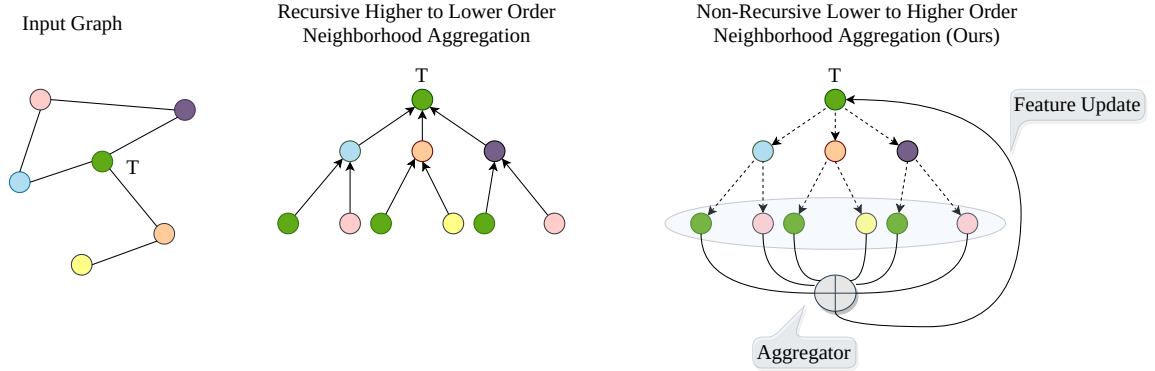 Input Graph
T
Recursive Higher to Lower Order
Neighborhood Aggregation
T
Non-Recursive Lower to Higher Order
Neighborhood Aggregation (Ours)
T
Feature Update
Aggregator